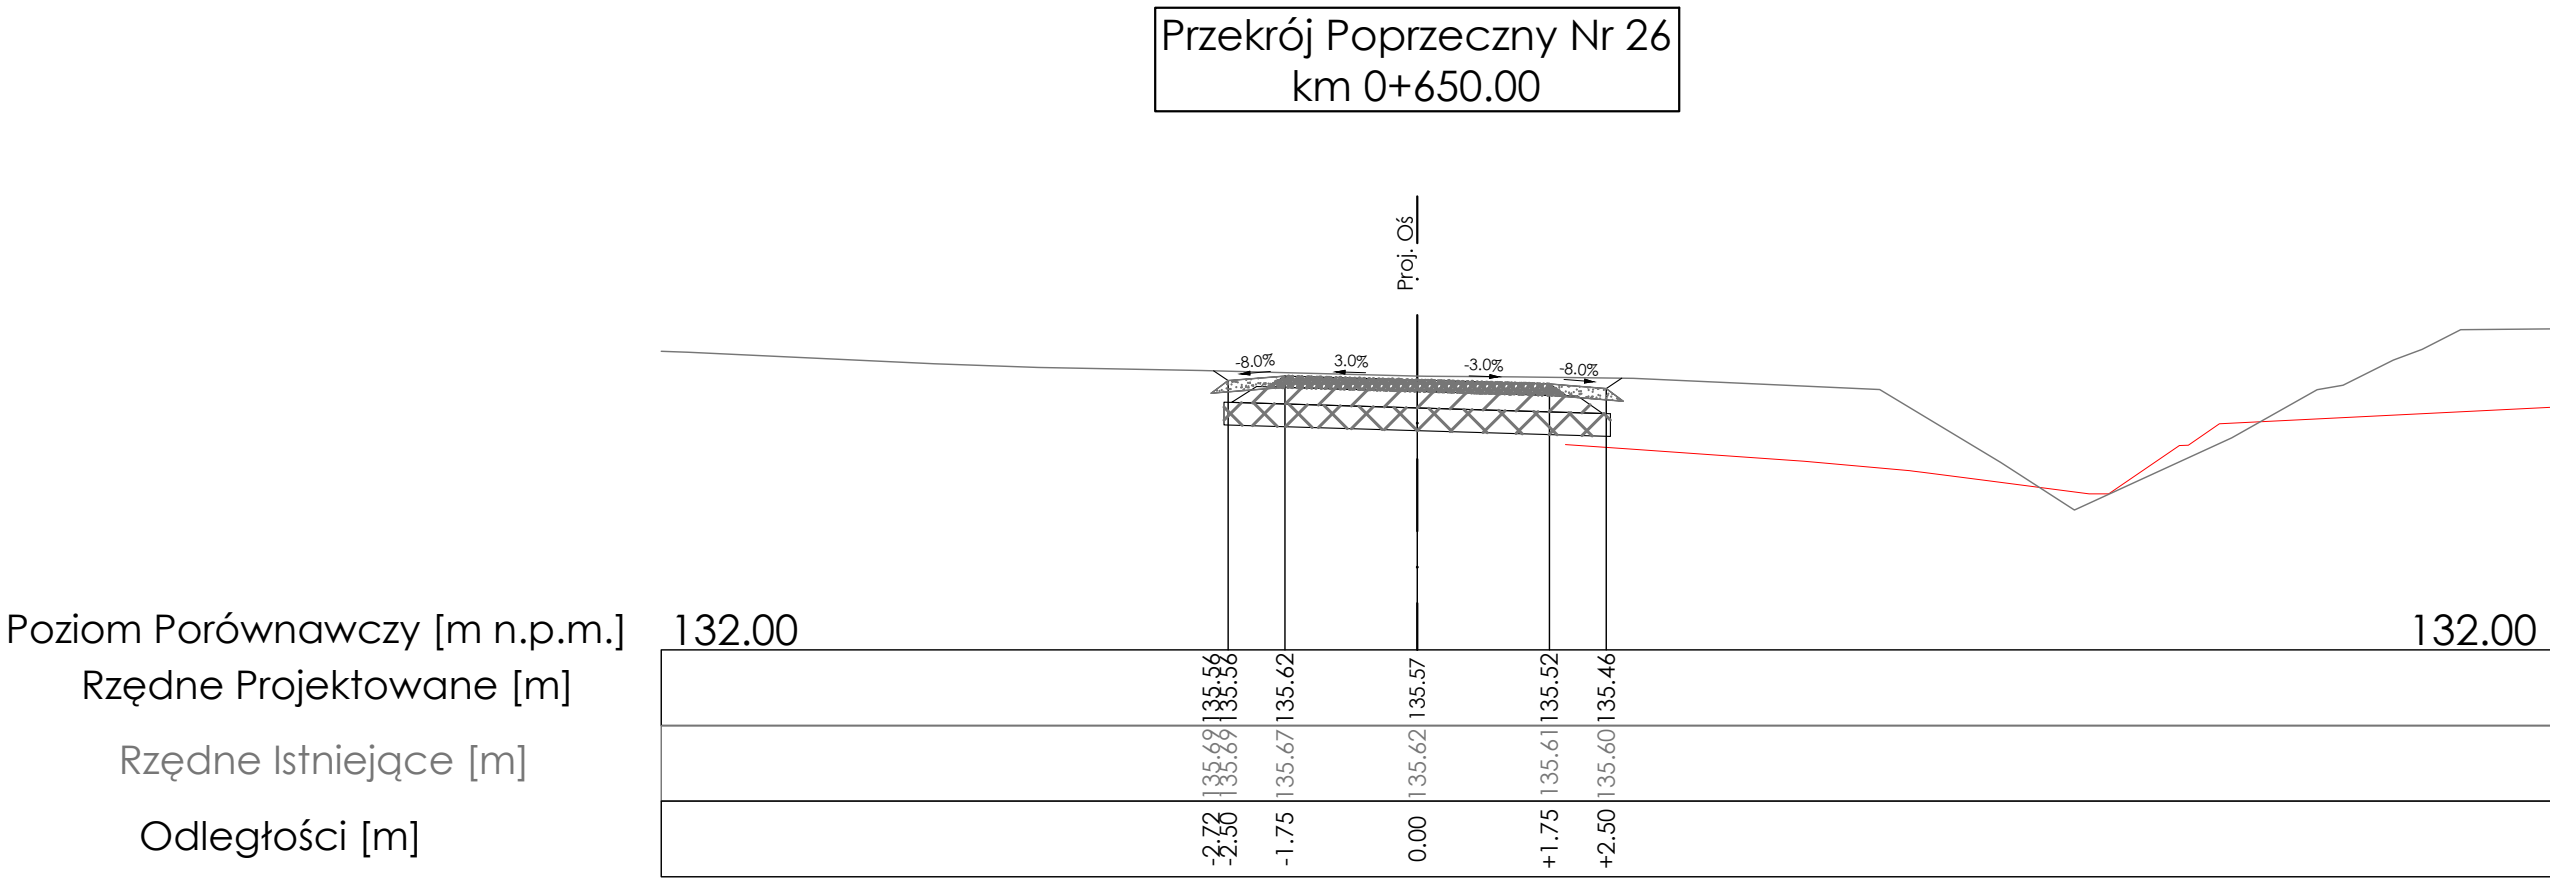 Przekrój Poprzeczny Nr 26
km 0+650.00
Proj. Oś
-8.0% 3.0% -3.0% -8.0%
Poziom Porównawczy [m n.p.m.] 132.00 132.00
Rzędne Projektowane [m] 135.56 135.56 135.62 135.57 135.52 135.46
Rzędne Istniejące [m] 135.69 135.69 135.67 135.62 135.61 135.60
Odległości [m] -2.72 -2.50 -1.75 0.00 +1.75 +2.50